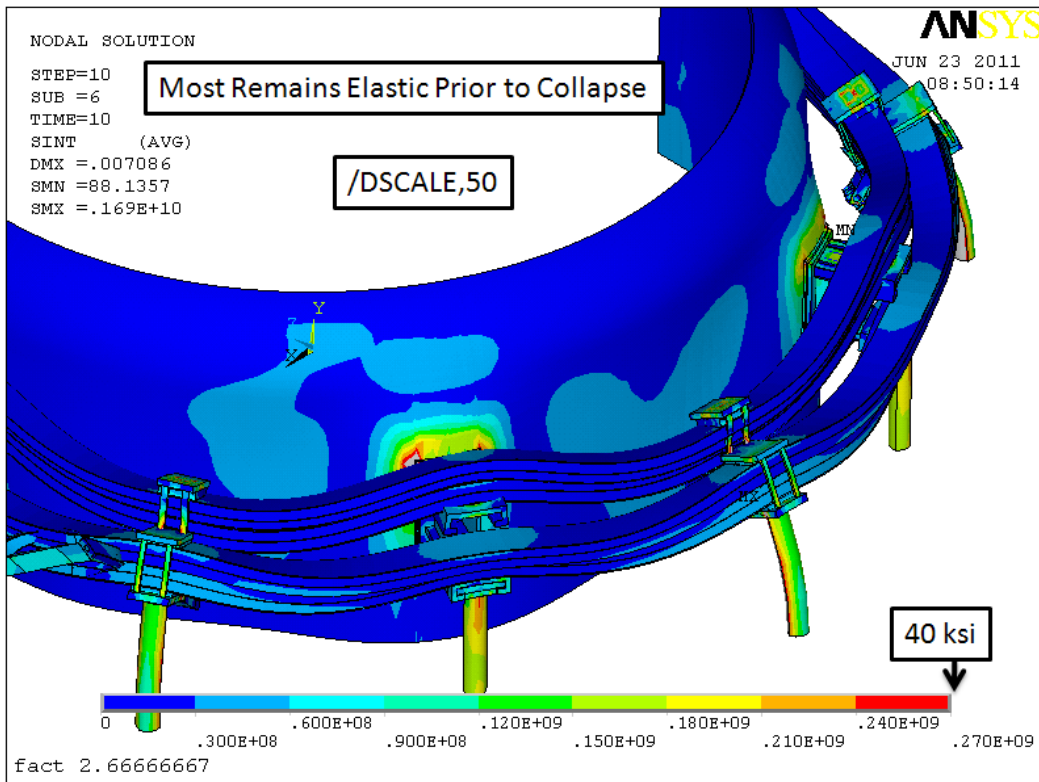 ANSYS
JUN 23 2011
08:50:14
NODAL SOLUTION
STEP=10
SUB =6
TIME=10
SINT (AVG)
DMX =.007086
SMN =88.1357
SMX =.169E+10
Most Remains Elastic Prior to Collapse
/DSCALE,50
MN
Y
Z
X
MX
40 ksi
0 .600E+08 .120E+09 .180E+09 .240E+09
.300E+08 .900E+08 .150E+09 .210E+09 .270E+09
fact 2.66666667